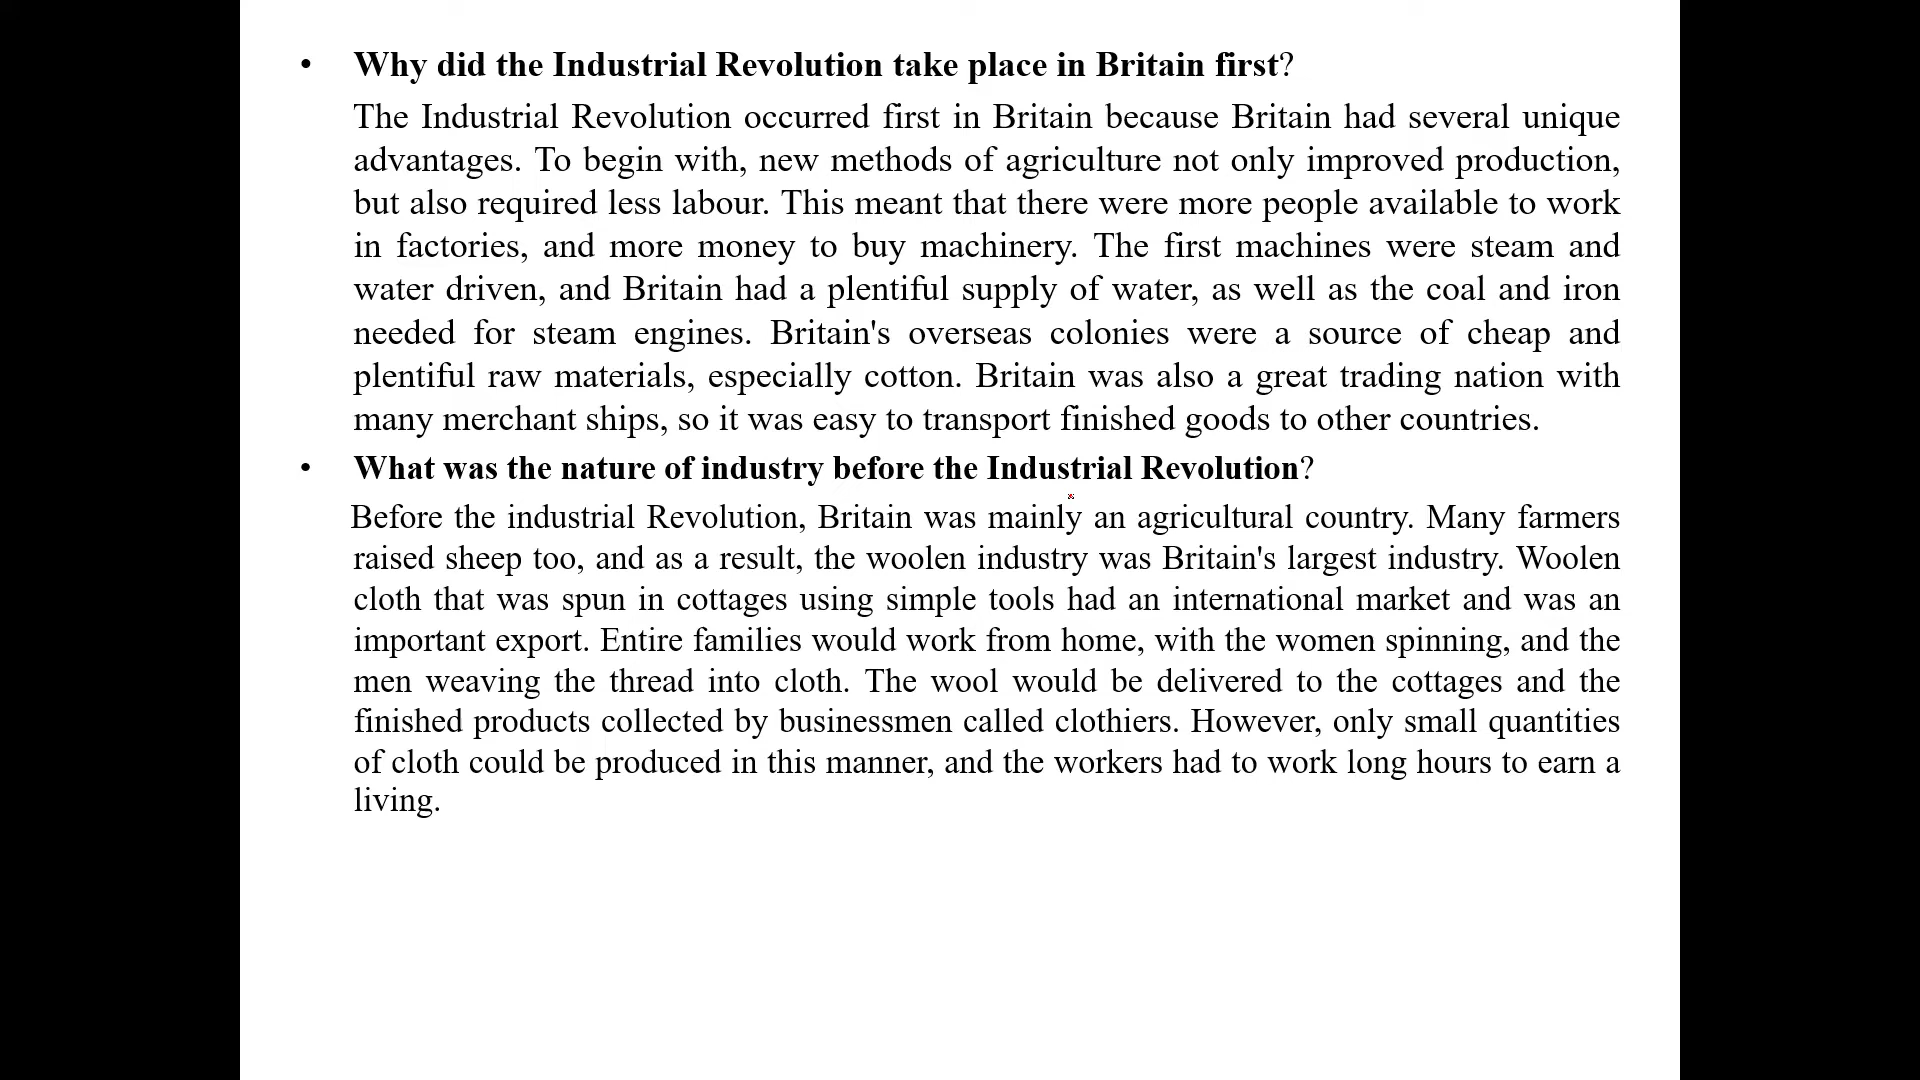 • Why did the Industrial Revolution take place in Britain first?
The Industrial Revolution occurred first in Britain because Britain had several unique
advantages. To begin with, new methods of agriculture not only improved production,
but also required less labour. This meant that there were more people available to work
in factories, and more money to buy machinery. The first machines were steam and
water driven, and Britain had a plentiful supply of water, as well as the coal and iron
needed for steam engines. Britain's overseas colonies were a source of cheap and
plentiful raw materials, especially cotton. Britain was also a great trading nation with
many merchant ships, so it was easy to transport finished goods to other countries.
• What was the nature of industry before the Industrial Revolution?
Before the industrial Revolution, Britain was mainly an agricultural country. Many farmers
raised sheep too, and as a result, the woolen industry was Britain's largest industry. Woolen
cloth that was spun in cottages using simple tools had an international market and was an
important export. Entire families would work from home, with the women spinning, and the
men weaving the thread into cloth. The wool would be delivered to the cottages and the
finished products collected by businessmen called clothiers. However, only small quantities
of cloth could be produced in this manner, and the workers had to work long hours to earn a
living.